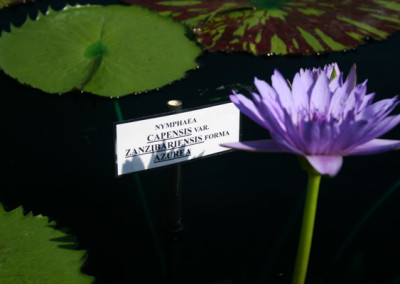 NYMPHAEA
CAPENSIS VAR.
ZANZIBARIENSIS FORMA
AZUREA